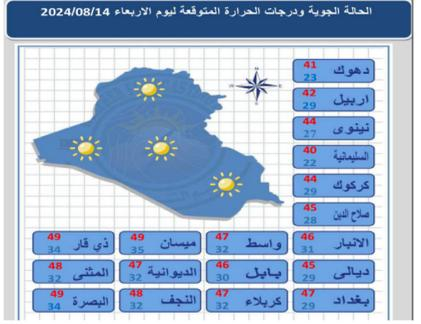 الحالة الجوية ودرجات الحرارة المتوقعة ليوم الاربعاء 2024/08/14
دهوك 41 23
اربيل 42 29
نينوى 44 27
السليمانية 40 22
كركوك 44 29
صلاح الدين 45 28
الانبار 46 31
واسط 47 32
ميسان 49 35
ذي قار 49 34
ديالى 45 29
بابل 46 30
الديوانية 47 32
المثنى 48 32
بغداد 47 29
كربلاء 47 32
النجف 48 32
البصرة 49 34